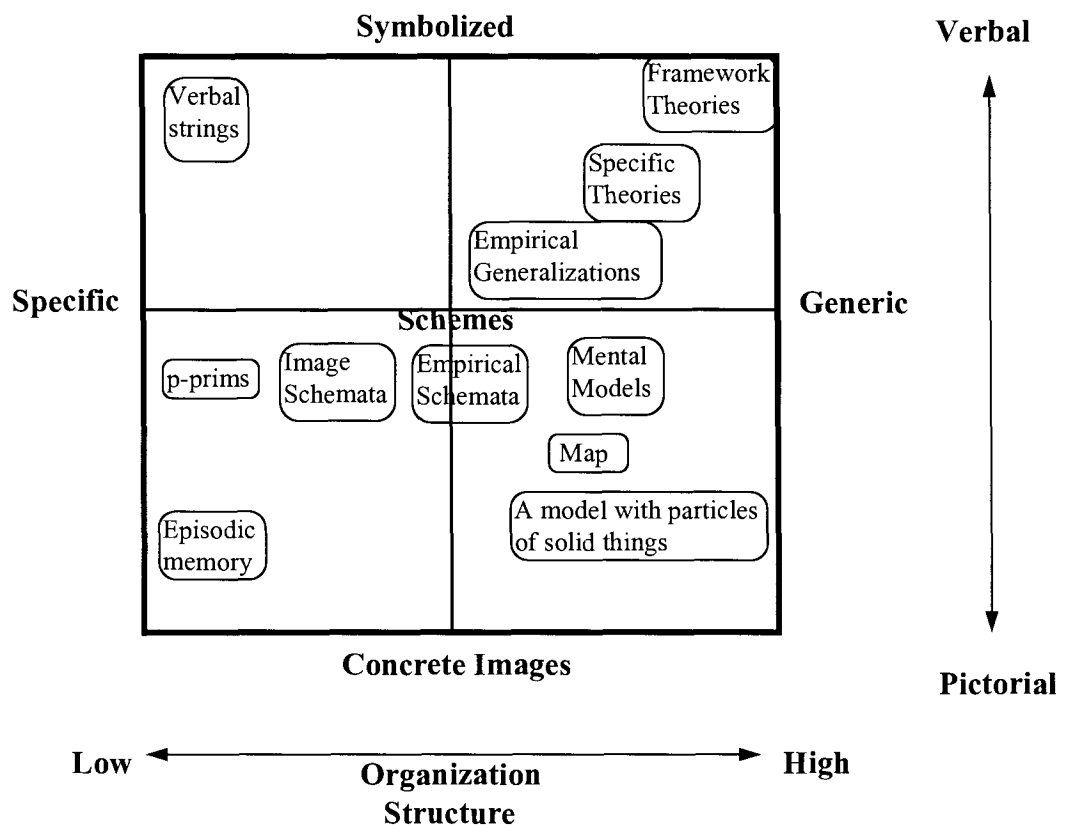 Symbolized
Verbal
Verbal
strings
Framework
Theories
Specific
Theories
Empirical
Generalizations
Specific
Generic
Schemes
p-prims
Image
Schemata
Empirical
Schemata
Mental
Models
Map
A model with particles
of solid things
Episodic
memory
Concrete Images
Pictorial
Low
Organization
Structure
High